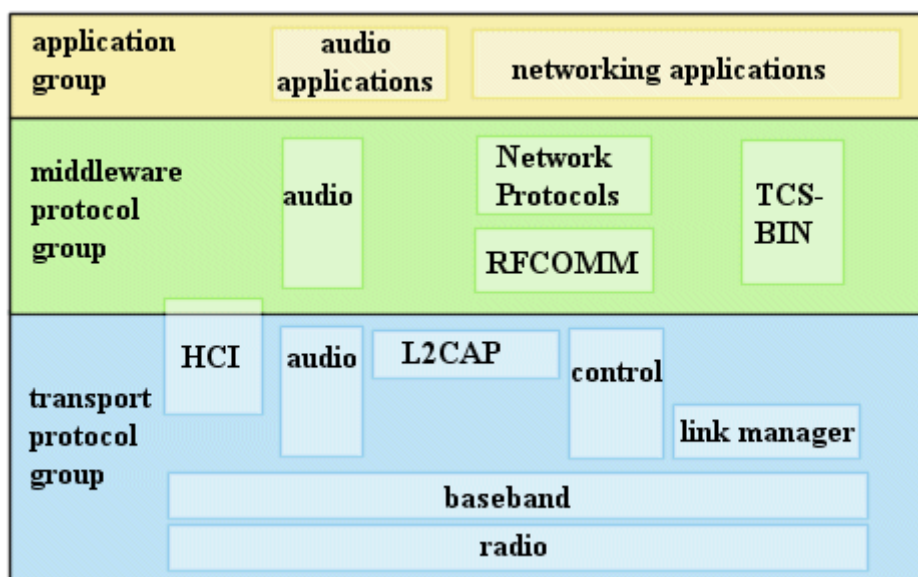 application
group
audio
applications
networking applications
middleware
protocol
group
audio
Network
Protocols
RFCOMM
TCS-
BIN
HCI
audio
L2CAP
control
link manager
transport
protocol
group
baseband
radio